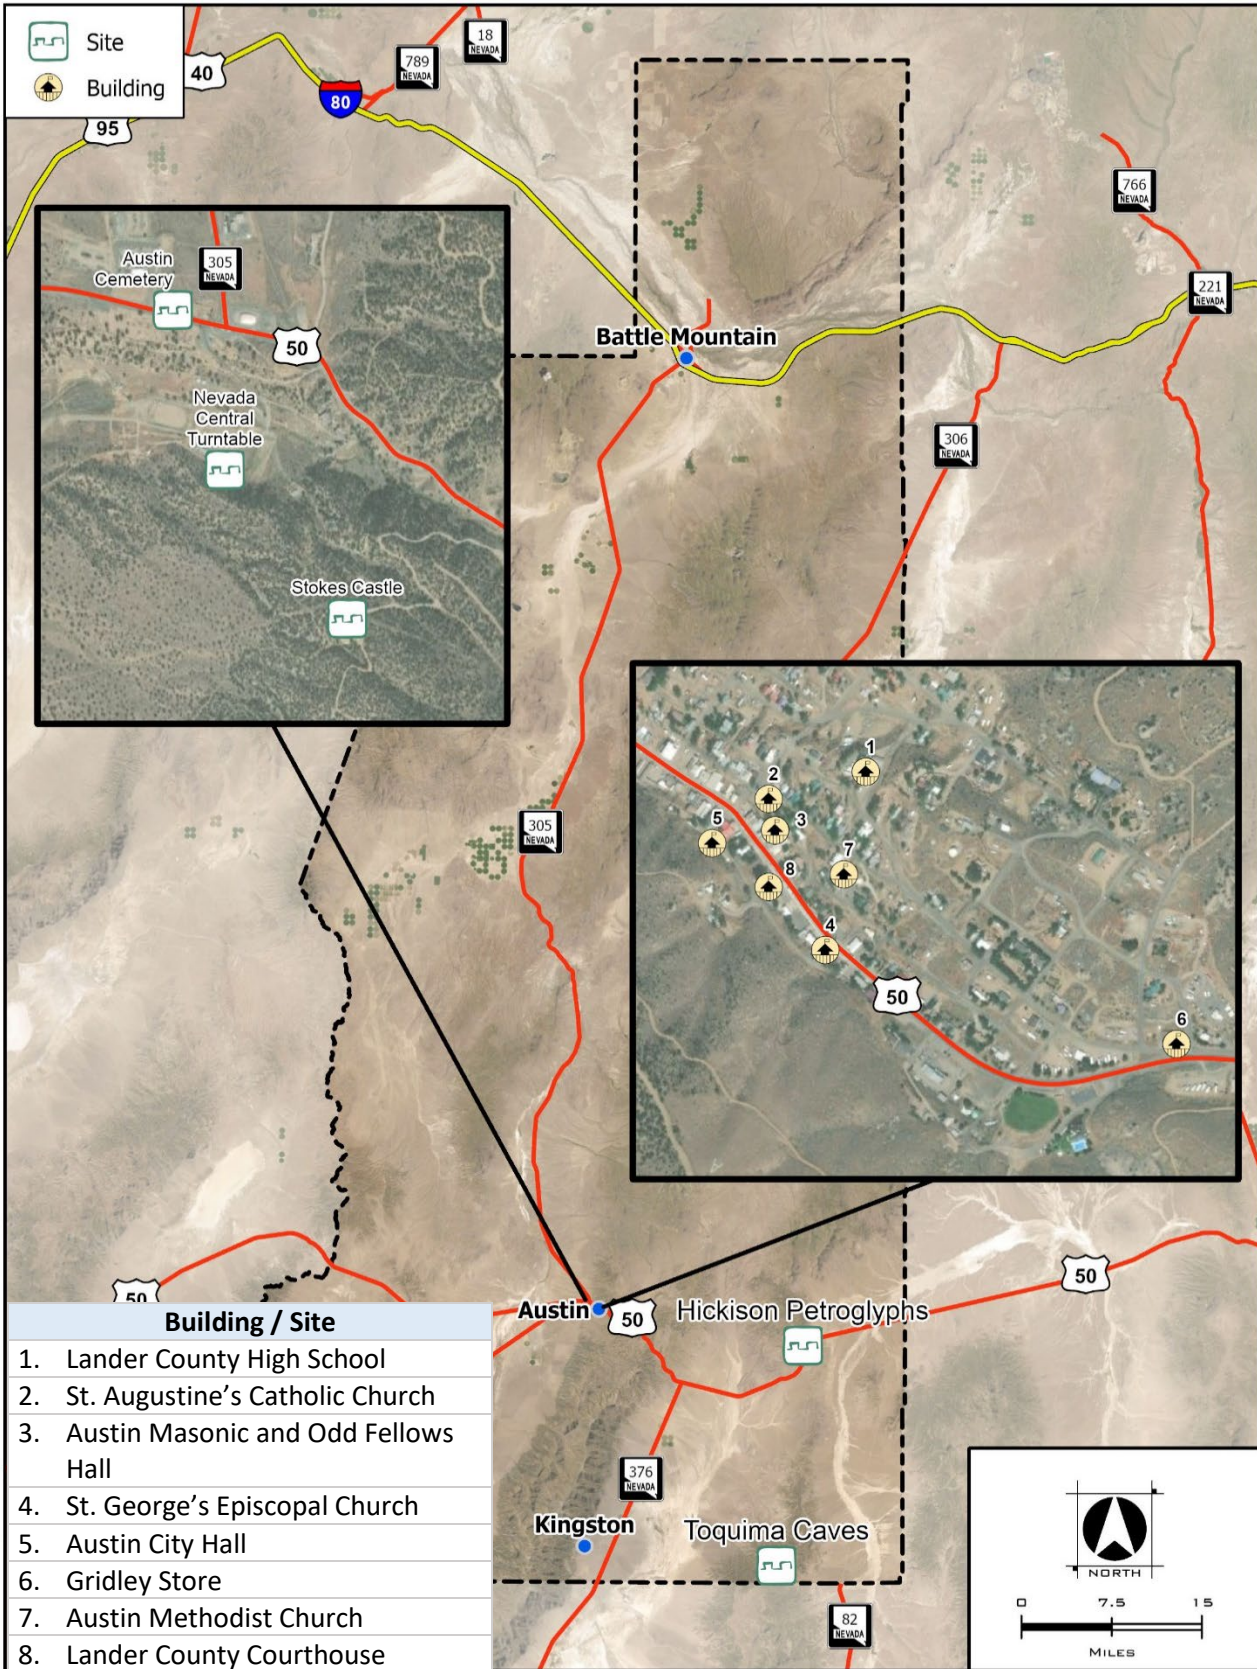 Site
Building
40
95
80
789
NEVADA
18
NEVADA
766
NEVADA
221
NEVADA
Austin
Cemetery
305
NEVADA
50
Nevada
Central
Turntable
Stokes Castle
Battle Mountain
306
NEVADA
305
NEVADA
1
2
3
5
7
8
4
50
6
50
50
Austin
50
Hickison Petroglyphs
376
NEVADA
Kingston
Toquima Caves
82
NEVADA
Building / Site
1. Lander County High School
2. St. Augustine’s Catholic Church
3. Austin Masonic and Odd Fellows
Hall
4. St. George’s Episcopal Church
5. Austin City Hall
6. Gridley Store
7. Austin Methodist Church
8. Lander County Courthouse
NORTH
0 7.5 15
MILES